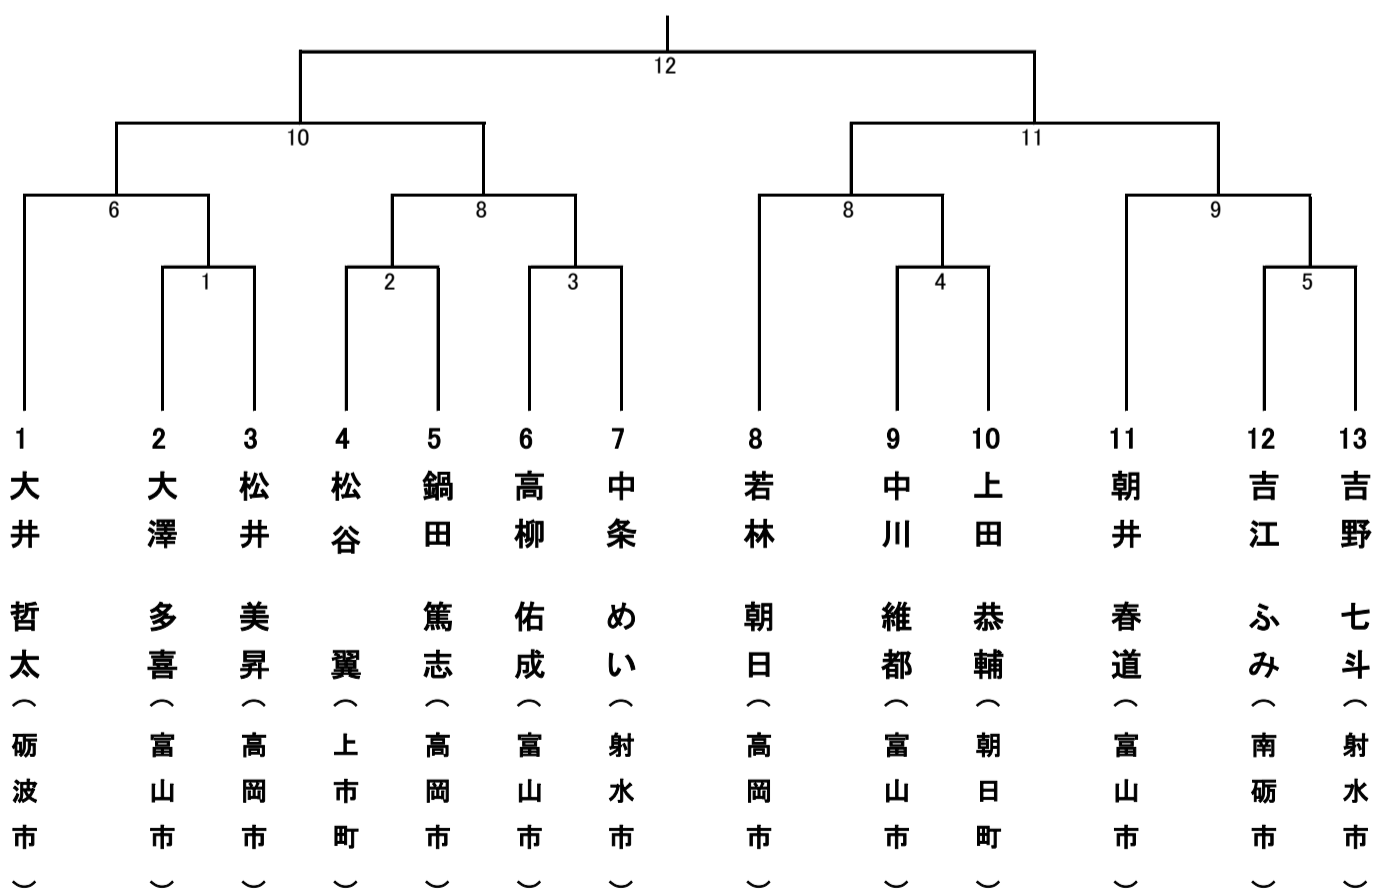 12
10
11
6
8
8
9
1
2
3
4
5
1 大井 哲太(砺波市)
2 大澤 多喜(富山市)
3 松井 美昇(高岡市)
4 松谷 翼(上市町)
5 鍋田 篤志(高岡市)
6 高柳 佑成(富山市)
7 中条 めい(射水市)
8 若林 朝日(高岡市)
9 中川 維都(富山市)
10 上田 恭輔(朝日町)
11 朝井 春道(富山市)
12 吉江 ふみ(南砺市)
13 吉野 七斗(射水市)